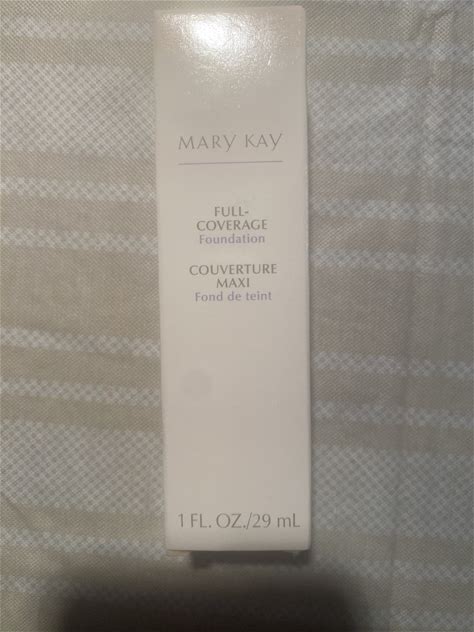 MARY KAY
FULL-
COVERAGE
Foundation
COUVERTURE
MAXI
Fond de teint
1 FL. OZ./29 mL